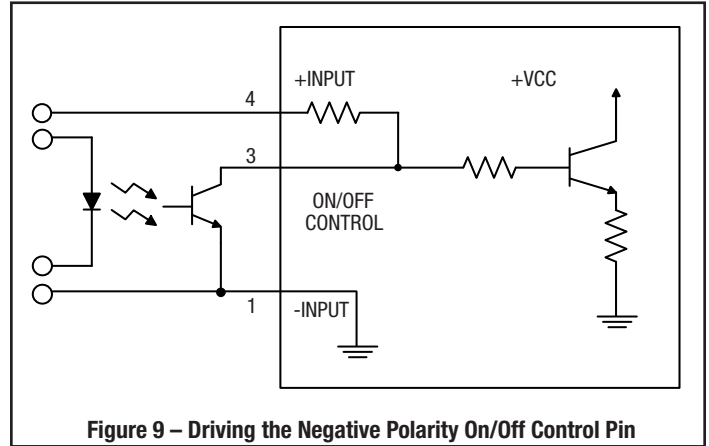 +INPUT
+VCC
4
3
ON/OFF
CONTROL
1
-INPUT
Figure 9 – Driving the Negative Polarity On/Off Control Pin